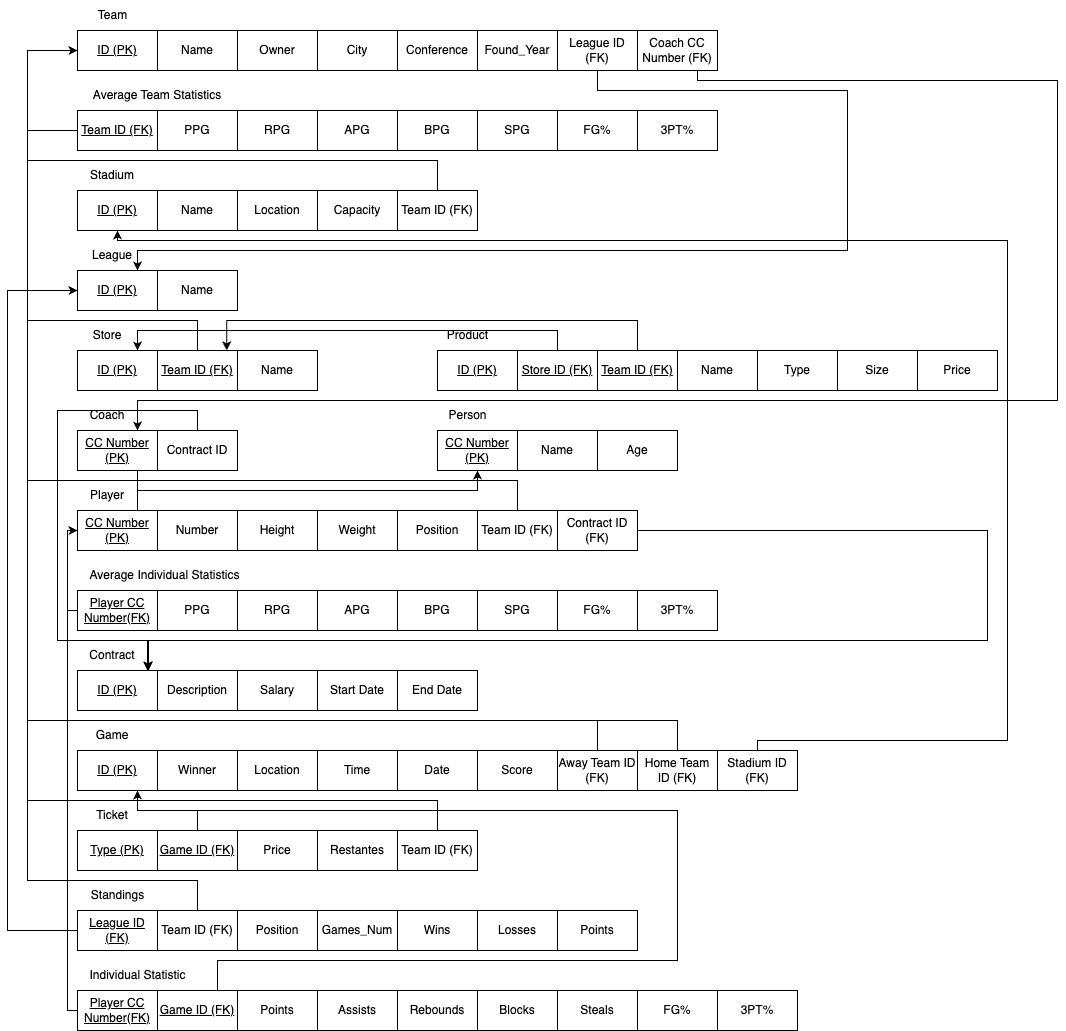 Team
ID (PK) Name Owner City Conference Found_Year League ID (FK) Coach CC Number (FK)
Average Team Statistics
Team ID (FK) PPG RPG APG BPG SPG FG% 3PT%
Stadium
ID (PK) Name Location Capacity Team ID (FK)
League
ID (PK) Name
Store Product
ID (PK) Team ID (FK) Name ID (PK) Store ID (FK) Team ID (FK) Name Type Size Price
Coach Person
CC Number (PK) Contract ID CC Number (PK) Name Age
Player
CC Number (PK) Number Height Weight Position Team ID (FK) Contract ID (FK)
Average Individual Statistics
Player CC Number(FK) PPG RPG APG BPG SPG FG% 3PT%
Contract
ID (PK) Description Salary Start Date End Date
Game
ID (PK) Winner Location Time Date Score Away Team ID (FK) Home Team ID (FK) Stadium ID (FK)
Ticket
Type (PK) Game ID (FK) Price Restantes Team ID (FK)
Standings
League ID (FK) Team ID (FK) Position Games_Num Wins Losses Points
Individual Statistic
Player CC Number(FK) Game ID (FK) Points Assists Rebounds Blocks Steals FG% 3PT%